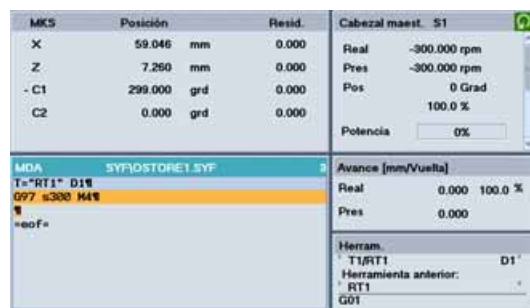 MKS Posición Resid.
X 59.046 mm 0.000
Z 7.260 mm 0.000
- C1 299.000 grd 0.000
C2 0.000 grd 0.000
Cabezal maest. S1
Real -300.000 rpm
Pres -300.000 rpm
Pos 0 Grad
100.0 %
Potencia 0%
MDA SYF\OSTORE1.SYF
T="RT1" D1¶
G97 s300 M4¶
¶
=eof=
Avance [mm/Vuelta]
Real 0.000 100.0 %
Pres 0.000
Herram.
' T1/RT1 D1 '
Herramienta anterior:
' RT1 '
G01